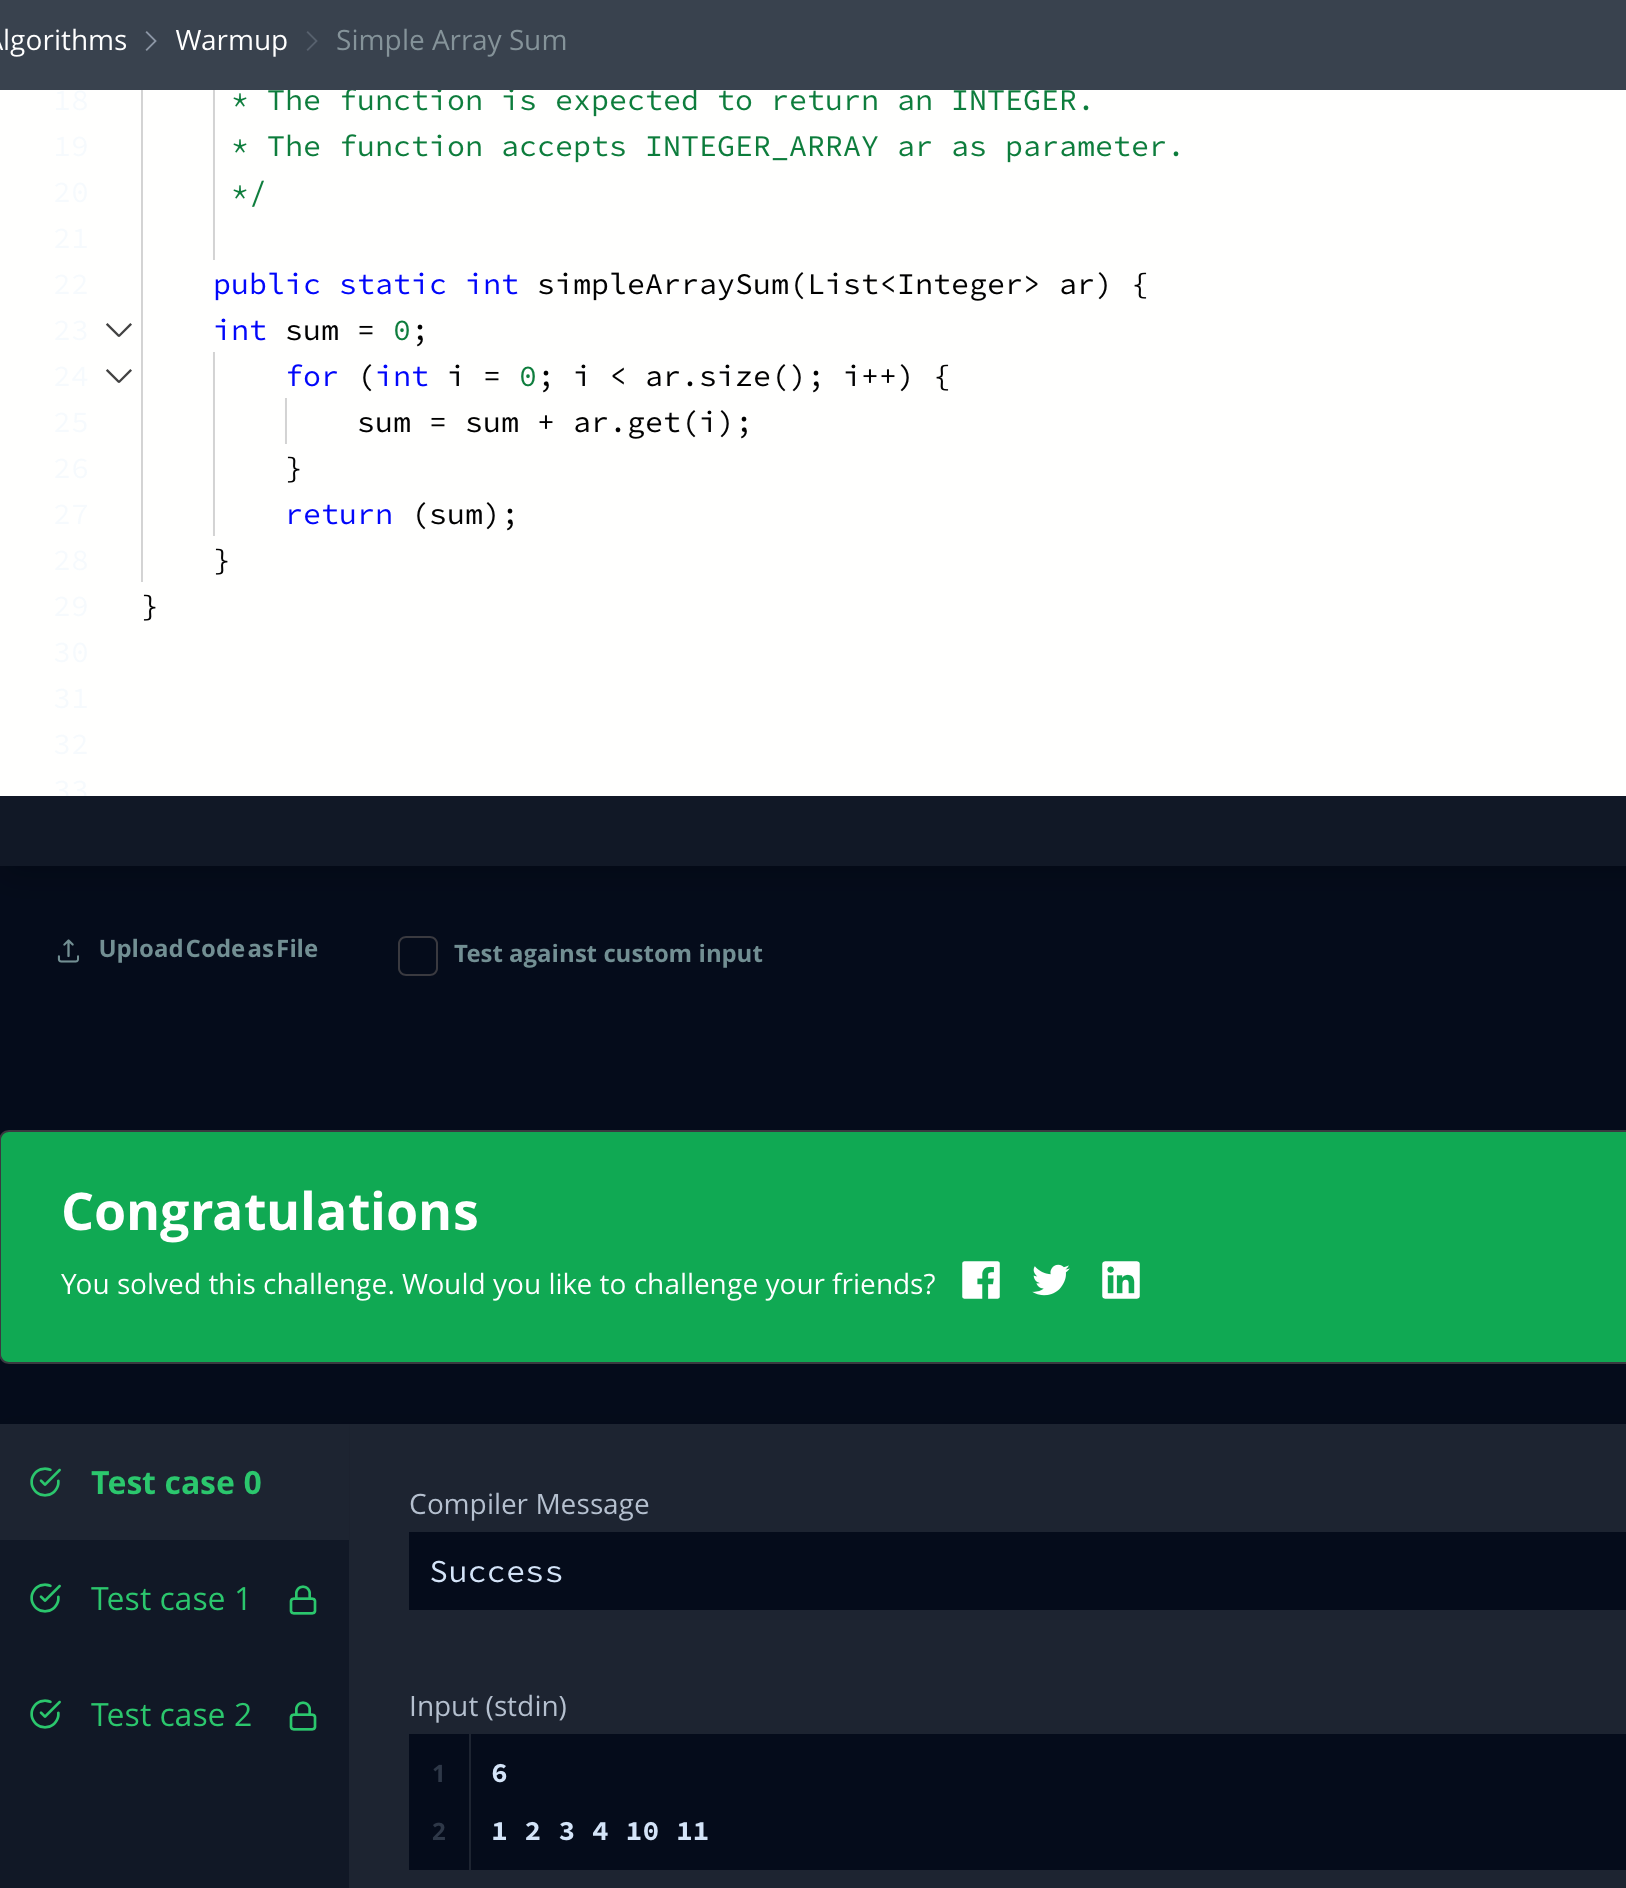 lgorithms > Warmup > Simple Array Sum
18 * The function is expected to return an INTEGER.
19 * The function accepts INTEGER_ARRAY ar as parameter.
20 */
21
22 public static int simpleArraySum(List<Integer> ar) {
23 int sum = 0;
24 for (int i = 0; i < ar.size(); i++) {
25 sum = sum + ar.get(i);
26 }
27 return (sum);
28 }
29 }
30
31
32
33
Upload Code as File
Test against custom input
Congratulations
You solved this challenge. Would you like to challenge your friends?
Test case 0
Test case 1
Test case 2
Compiler Message
Success
Input (stdin)
1 6
2 1 2 3 4 10 11